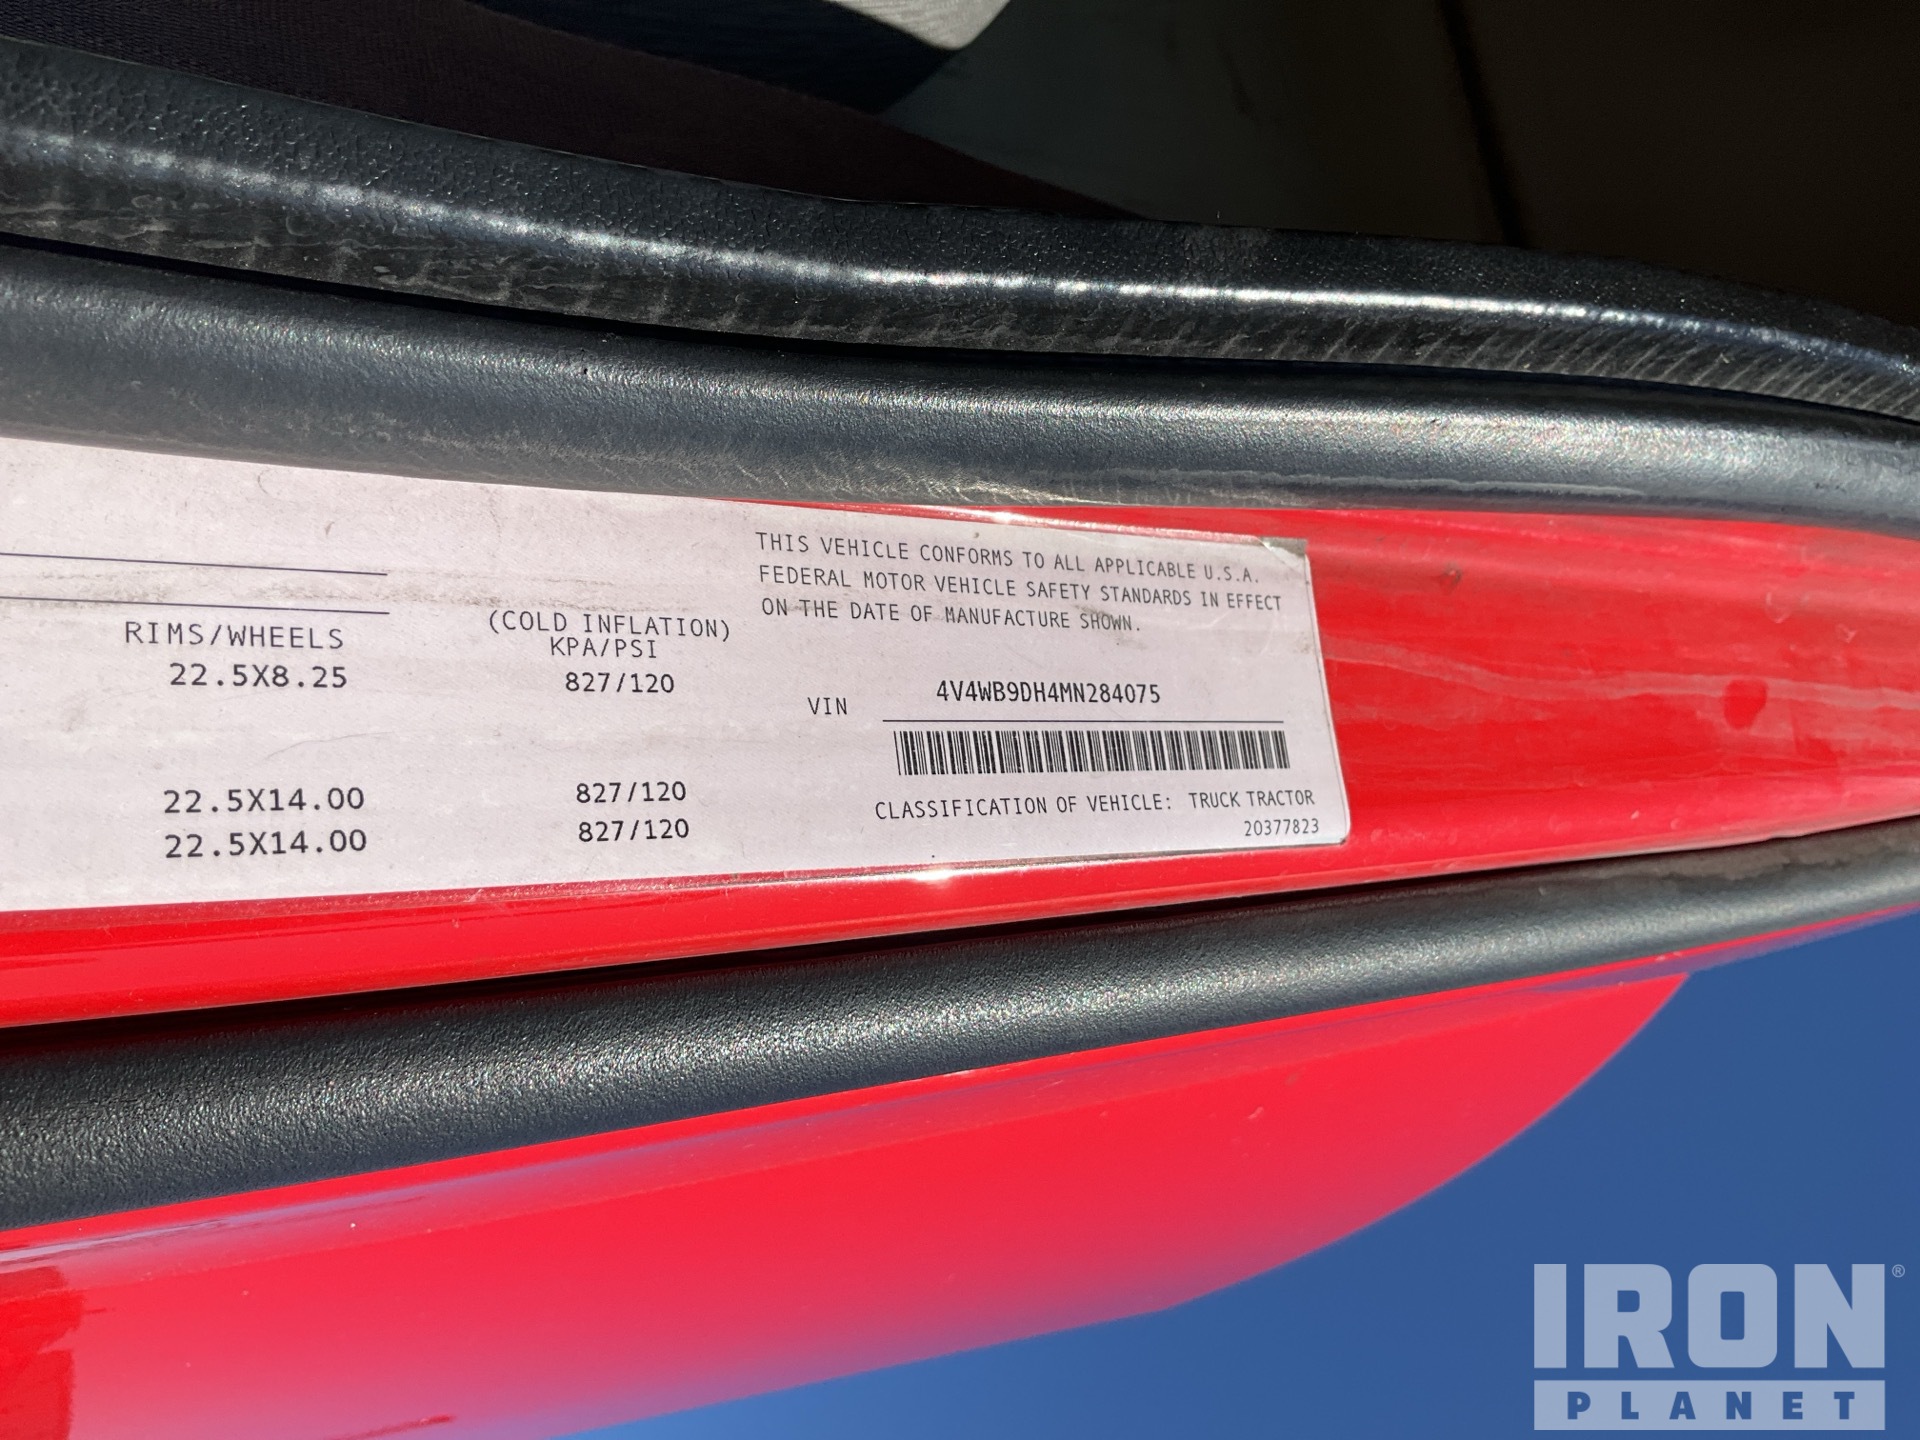 THIS VEHICLE CONFORMS TO ALL APPLICABLE U.S.A.
FEDERAL MOTOR VEHICLE SAFETY STANDARDS IN EFFECT
ON THE DATE OF MANUFACTURE SHOWN.
RIMS/WHEELS
(COLD INFLATION)
KPA/PSI
22.5X8.25
827/120
VIN 4V4WB9DH4MN284075
22.5X14.00
827/120
22.5X14.00
827/120
CLASSIFICATION OF VEHICLE: TRUCK TRACTOR
20377823
IRON®
PLANET